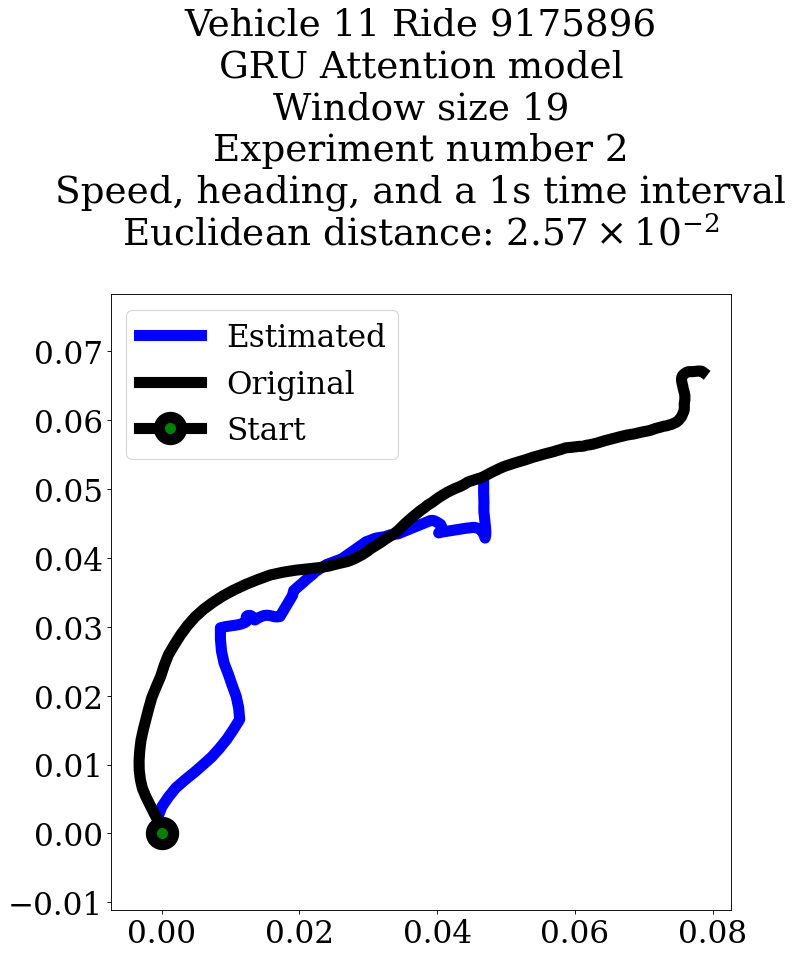 Vehicle 11 Ride 9175896
GRU Attention model
Window size 19
Experiment number 2
Speed, heading, and a 1s time interval
Euclidean distance: 2.57 × 10⁻²
Estimated
Original
Start
0.07
0.06
0.05
0.04
0.03
0.02
0.01
0.00
−0.01
0.00 0.02 0.04 0.06 0.08